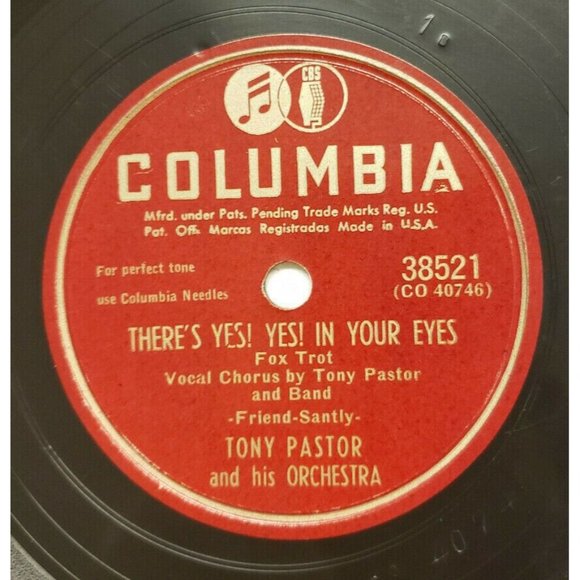 10
CBS
COLUMBIA
Mfrd. under Pats. Pending Trade Marks Reg. U.S.
Pat. Off. Marcas Registradas Made in U.S.A.
For perfect tone
use Columbia Needles
38521
(CO 40746)
THERE'S YES! YES! IN YOUR EYES
Fox Trot
Vocal Chorus by Tony Pastor
and Band
-Friend-Santly-
TONY PASTOR
and his ORCHESTRA